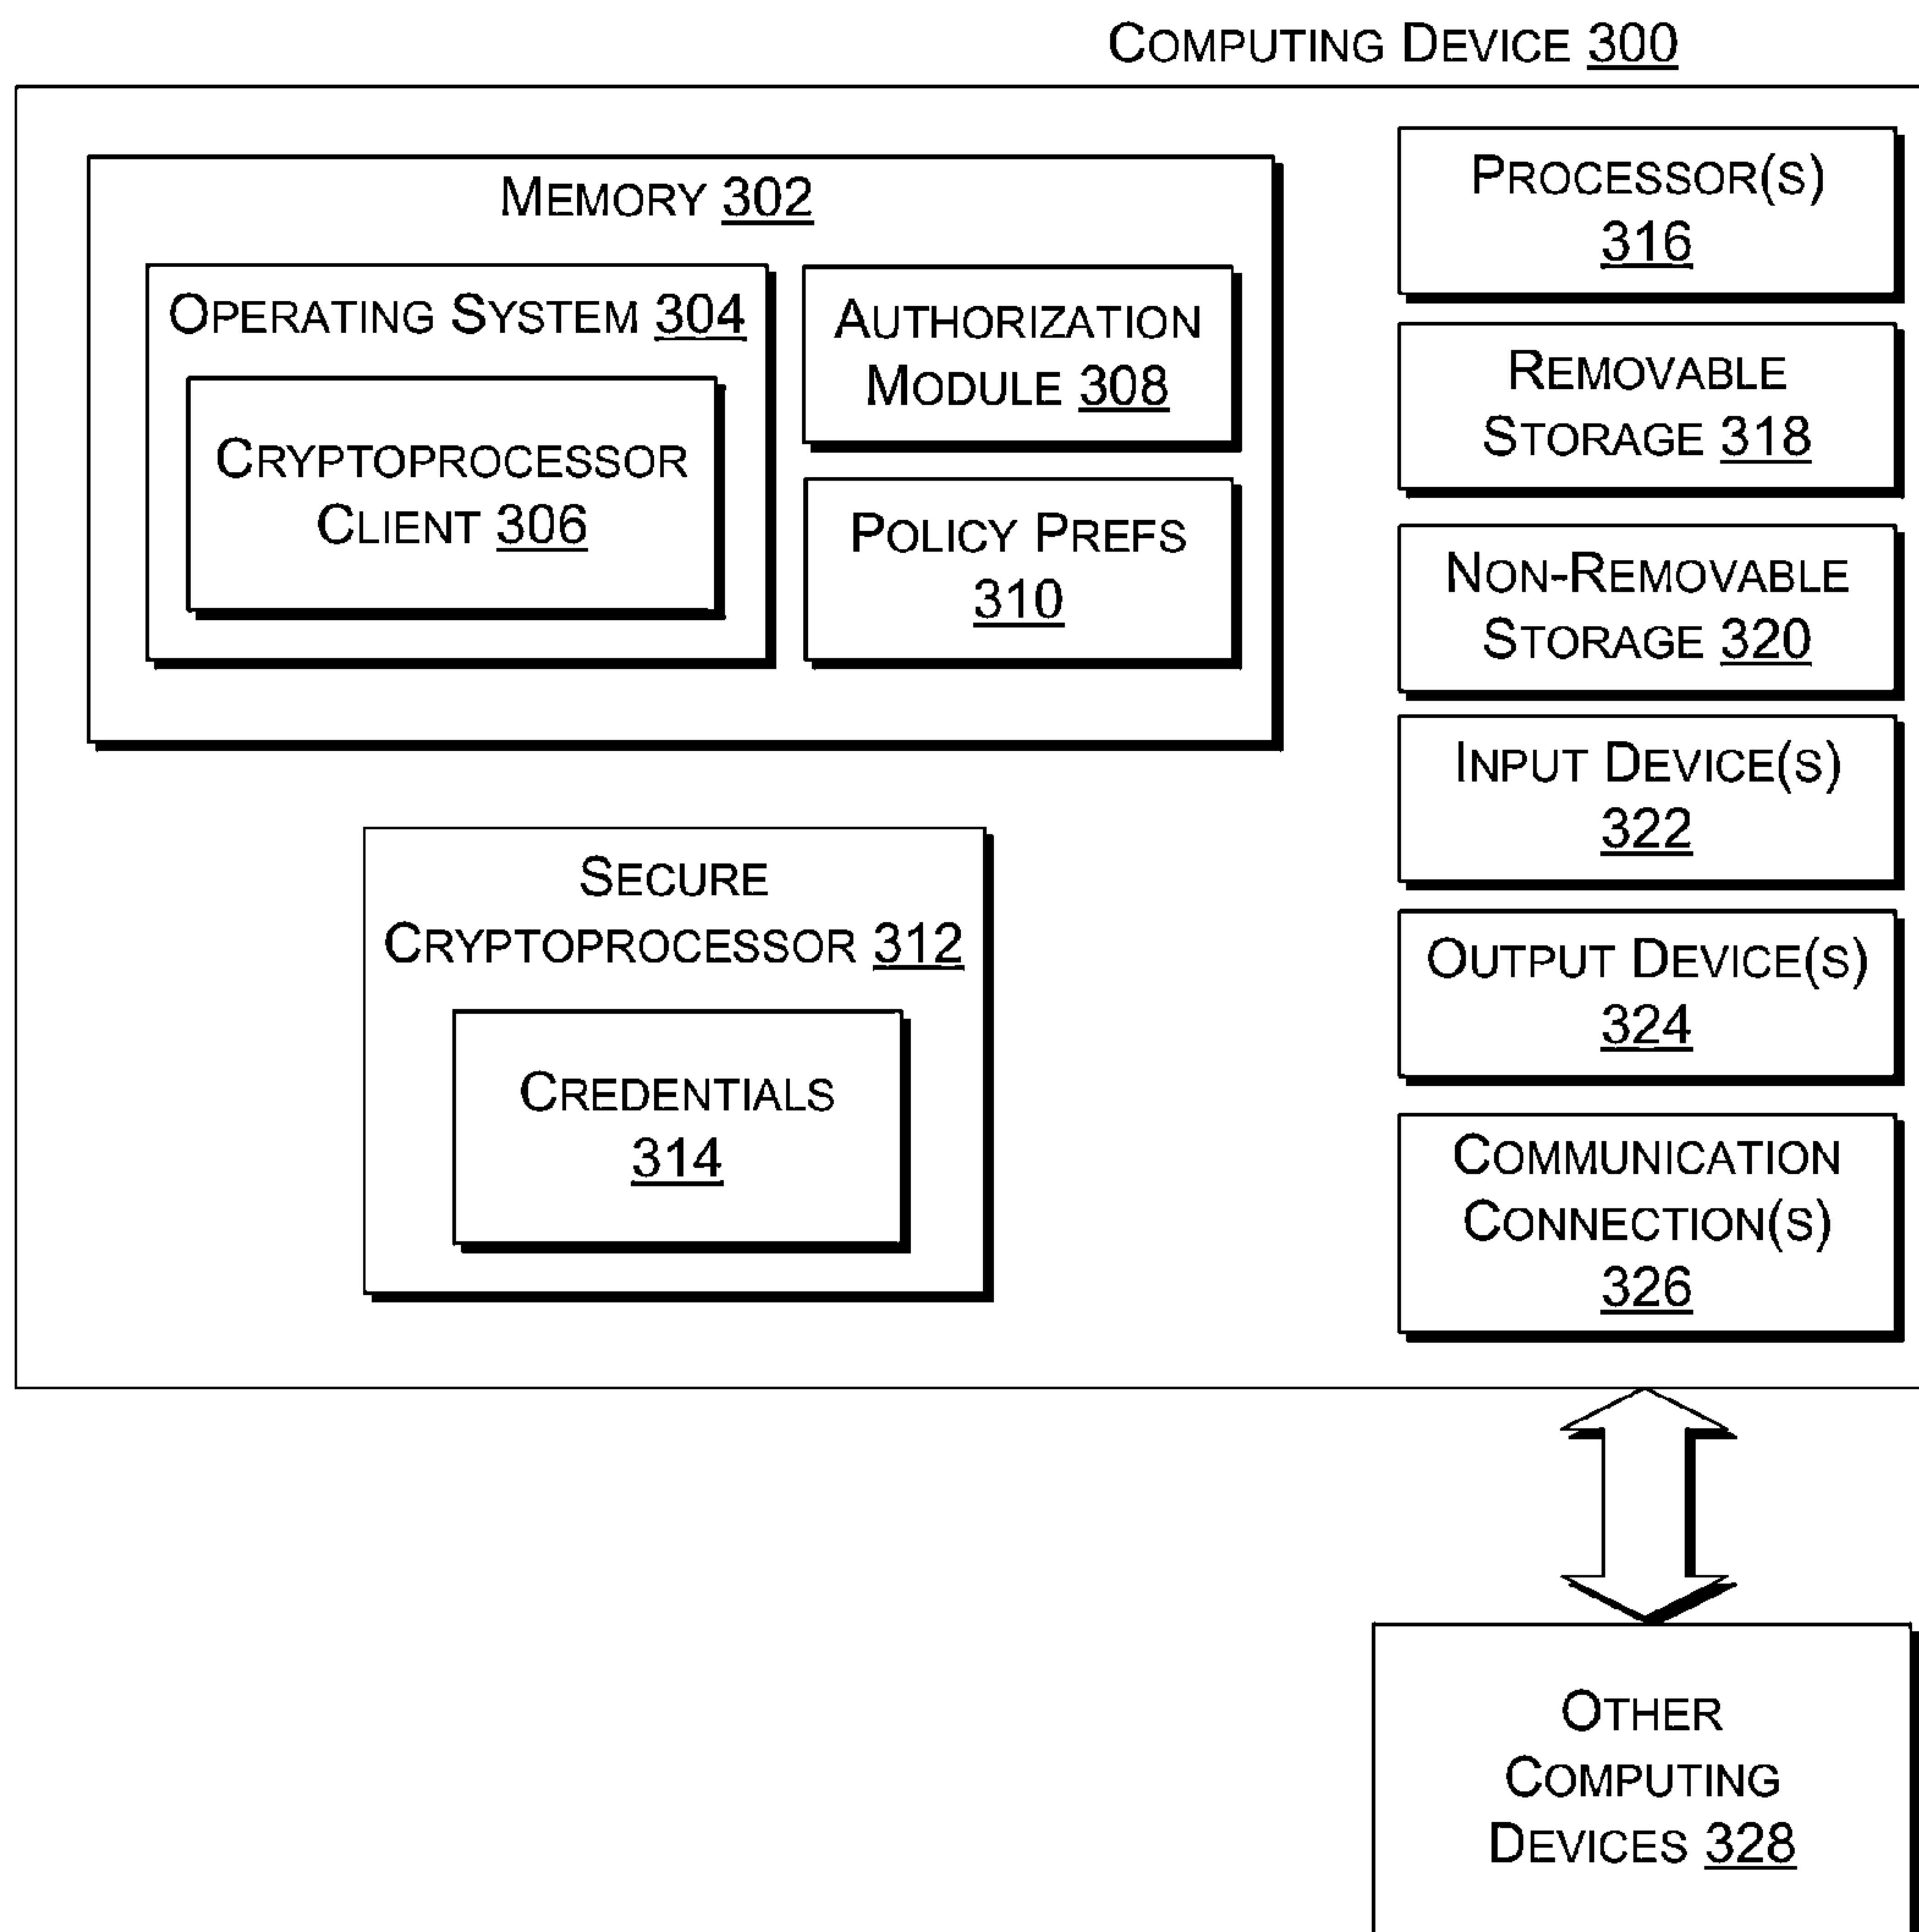 COMPUTING DEVICE 300
MEMORY 302
OPERATING SYSTEM 304
CRYPTOPROCESSOR
CLIENT 306
AUTHORIZATION
MODULE 308
POLICY PREFS
310
SECURE
CRYPTOPROCESSOR 312
CREDENTIALS
314
PROCESSOR(S)
316
REMOVABLE
STORAGE 318
NON-REMOVABLE
STORAGE 320
INPUT DEVICE(S)
322
OUTPUT DEVICE(S)
324
COMMUNICATION
CONNECTION(S)
326
OTHER
COMPUTING
DEVICES 328